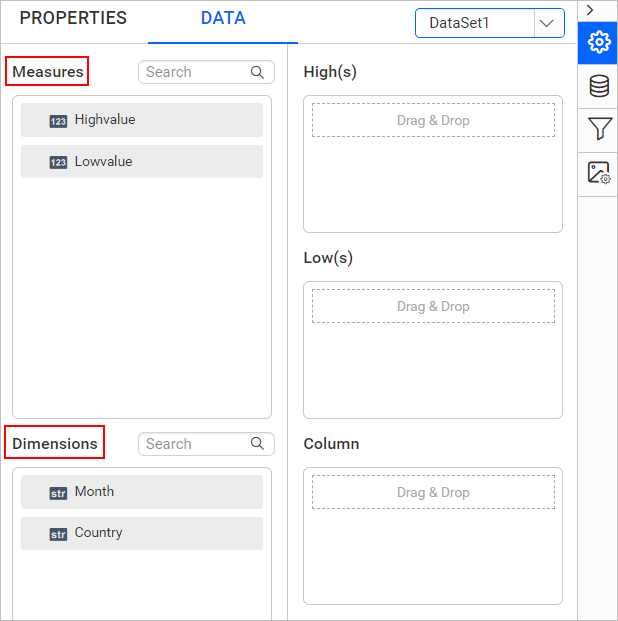 PROPERTIES
DATA
DataSet1
Measures
Search
123 Highvalue
123 Lowvalue
Dimensions
Search
str Month
str Country
High(s)
Drag & Drop
Low(s)
Drag & Drop
Column
Drag & Drop